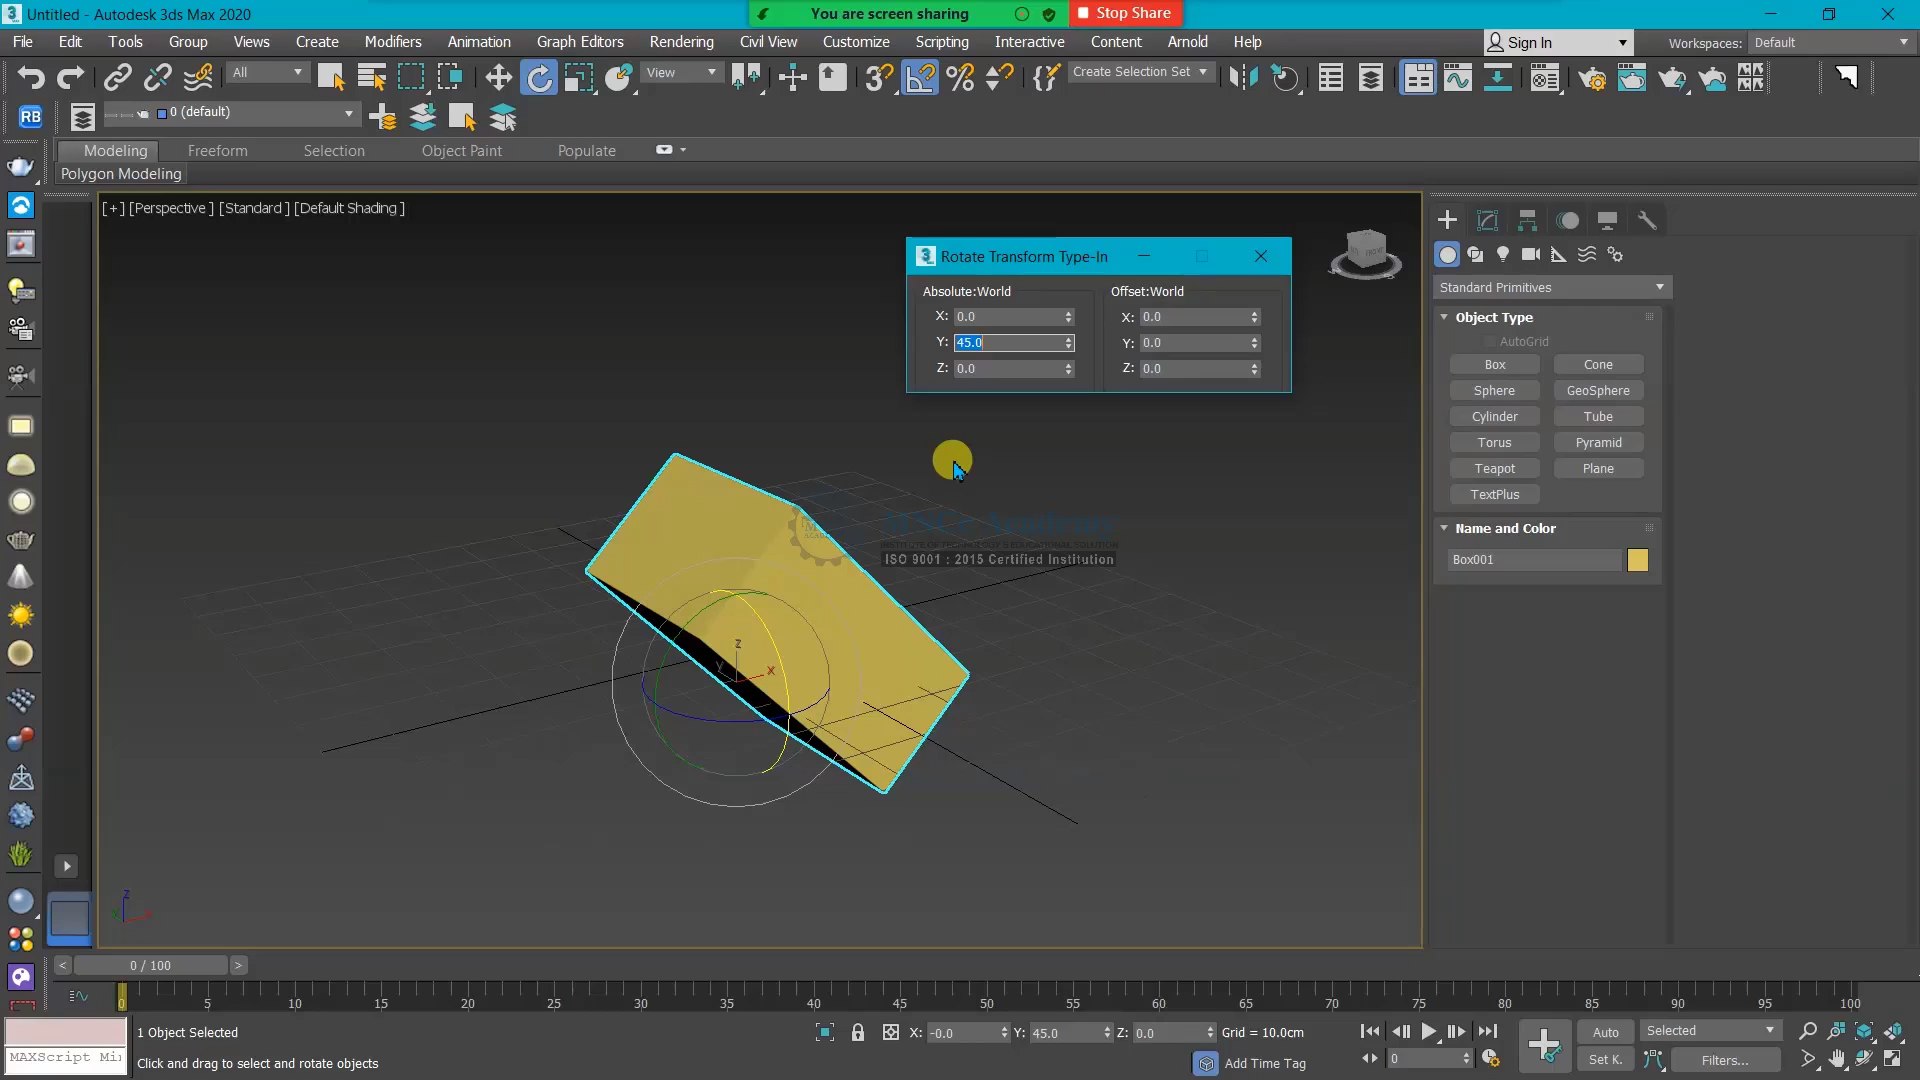 Untitled - Autodesk 3ds Max 2020
You are screen sharing
Stop Share
File Edit Tools Group Views Create Modifiers Animation Graph Editors Rendering Civil View Customize Scripting Interactive Content Arnold Help
Sign In
Workspaces: Default
All
View
Create Selection Set
RB
0 (default)
Modeling Freeform Selection Object Paint Populate
Polygon Modeling
[+] [Perspective ] [Standard ] [Default Shading ]
Rotate Transform Type-In
Absolute:World Offset:World
X: 0.0 X: 0.0
Y: 45.0 Y: 0.0
Z: 0.0 Z: 0.0
Standard Primitives
Object Type
AutoGrid
Box Cone
Sphere GeoSphere
Cylinder Tube
Torus Pyramid
Teapot Plane
TextPlus
Name and Color
Box001
ISO 9001 : 2015 Certified Institution
z
x
y
z
< 0 / 100 >
0 5 10 15 20 25 30 35 40 45 50 55 60 65 70 75 80 85 90 95 100
1 Object Selected
X: -0.0 Y: 45.0 Z: 0.0 Grid = 10.0cm
Auto
Selected
MAXScript Mi
Click and drag to select and rotate objects
Add Time Tag
0
Set K.
Filters...